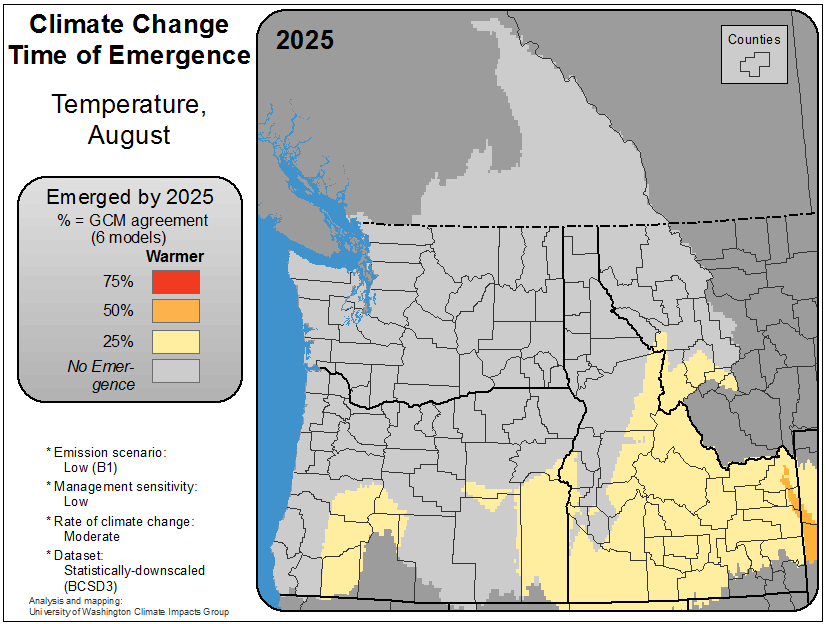 Climate Change
Time of Emergence
Temperature,
August
2025
Counties
Emerged by 2025
% = GCM agreement
(6 models)
Warmer
75%
50%
25%
No Emer-
gence
* Emission scenario:
Low (B1)
* Management sensitivity:
Low
* Rate of climate change:
Moderate
* Dataset:
Statistically-downscaled
(BCSD3)
Analysis and mapping:
University of Washington Climate Impacts Group